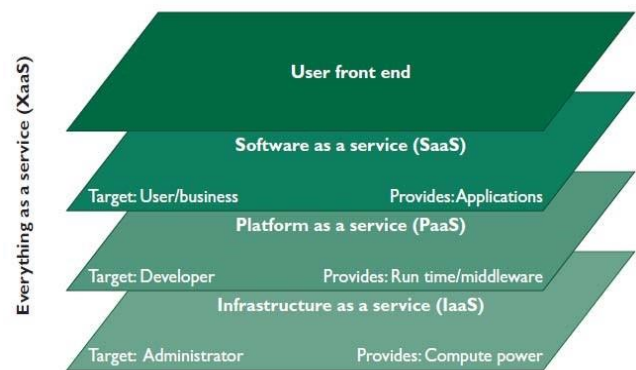 Everything as a service (XaaS)
User front end
Software as a service (SaaS)
Target: User/business Provides: Applications
Platform as a service (PaaS)
Target: Developer Provides: Run time/middleware
Infrastructure as a service (IaaS)
Target: Administrator Provides: Compute power